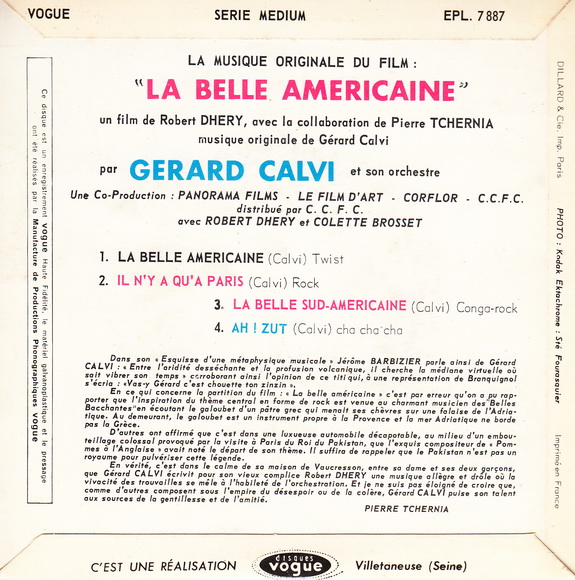 VOGUE SERIE MEDIUM EPL. 7 887
LA MUSIQUE ORIGINALE DU FILM :
"LA BELLE AMERICAINE"
un film de Robert DHERY, avec la collaboration de Pierre TCHERNIA
musique originale de Gérard Calvi
par GERARD CALVI et son orchestre
Une Co-Production : PANORAMA FILMS - LE FILM D'ART - CORFLOR - C.C.F.C.
distribué par C. C. F. C.
avec ROBERT DHERY et COLETTE BROSSET
1. LA BELLE AMERICAINE (Calvi) Twist
2. IL N'Y A QU'A PARIS (Calvi) Rock
3. LA BELLE SUD-AMERICAINE (Calvi) Conga-rock
4. AH ! ZUT (Calvi) cha cha-cha
Dans son « Esquisse d'une métaphysique musicale » Jérôme BARBIZIER parle ainsi de Gérard
CALVI : « Entre l'aridité desséchante et la profusion volcanique, il cherche la médiane virtuelle où
sait vibrer son temps » corroborant ainsi l'opinion de ce titi qui, à une représentation de Branquignol
s'écria : «Vas-y Gérard c'est chouette ton zinzin ».
En ce qui concerne la partition du film : « La belle américaine » c'est par erreur qu'on a pu rap-
porter que l'inspiration du thème central en forme de rock est venue au charmant musicien des Belles
Bacchantes" en écoutant le galoubet d'un pâtre grec qui menait ses chèvres sur une falaise de l'Adria-
tique. Au demeurant, le galoubet est un instrument propre à la Provence et la mer Adriatique ne borde
pas la Grèce.
D'autres ont affirmé que c'est dans une luxueuse automobile décapotable, au milieu d'un embou-
teillage colossal provoqué par la visite à Paris du Roi du Pakistan, que l'exquis compositeur de « Pom-
mes à l'Anglaise » avait noté le départ de son thème. Il suffira de rappeler que le Pakistan n'est pas un
royaume pour pulvériser cette légende.
En vérité, c'est dans le calme de sa maison de Vaucresson, entre sa dame et ses deux garçons,
que Gérard CALVI écrivit pour son vieux complice Robert DHERY une musique allègre et drôle où la
vivacité des trouvailles se mêle à l'habileté de l'orchestration. Et je ne suis pas éloigné de croire que,
comme d'autres composent sous l'empire du désespoir ou de la colère, Gérard CALVI puise son talent
aux sources de la gentillesse et de l'amitié.
PIERRE TCHERNIA
C'EST UNE RÉALISATION disques vogue Villetaneuse (Seine)
Ce disque est un enregistrement vogue Haute Fidélité, le matériel galvanoplastique et le pressage
ont été réalisés par la Manufacture de Productions Phonographiques VOGUE
DILLARD & Cie. Imp. Paris
PHOTO : Kodak Ektachrome : Sté Fournsavier
Imprimé en France